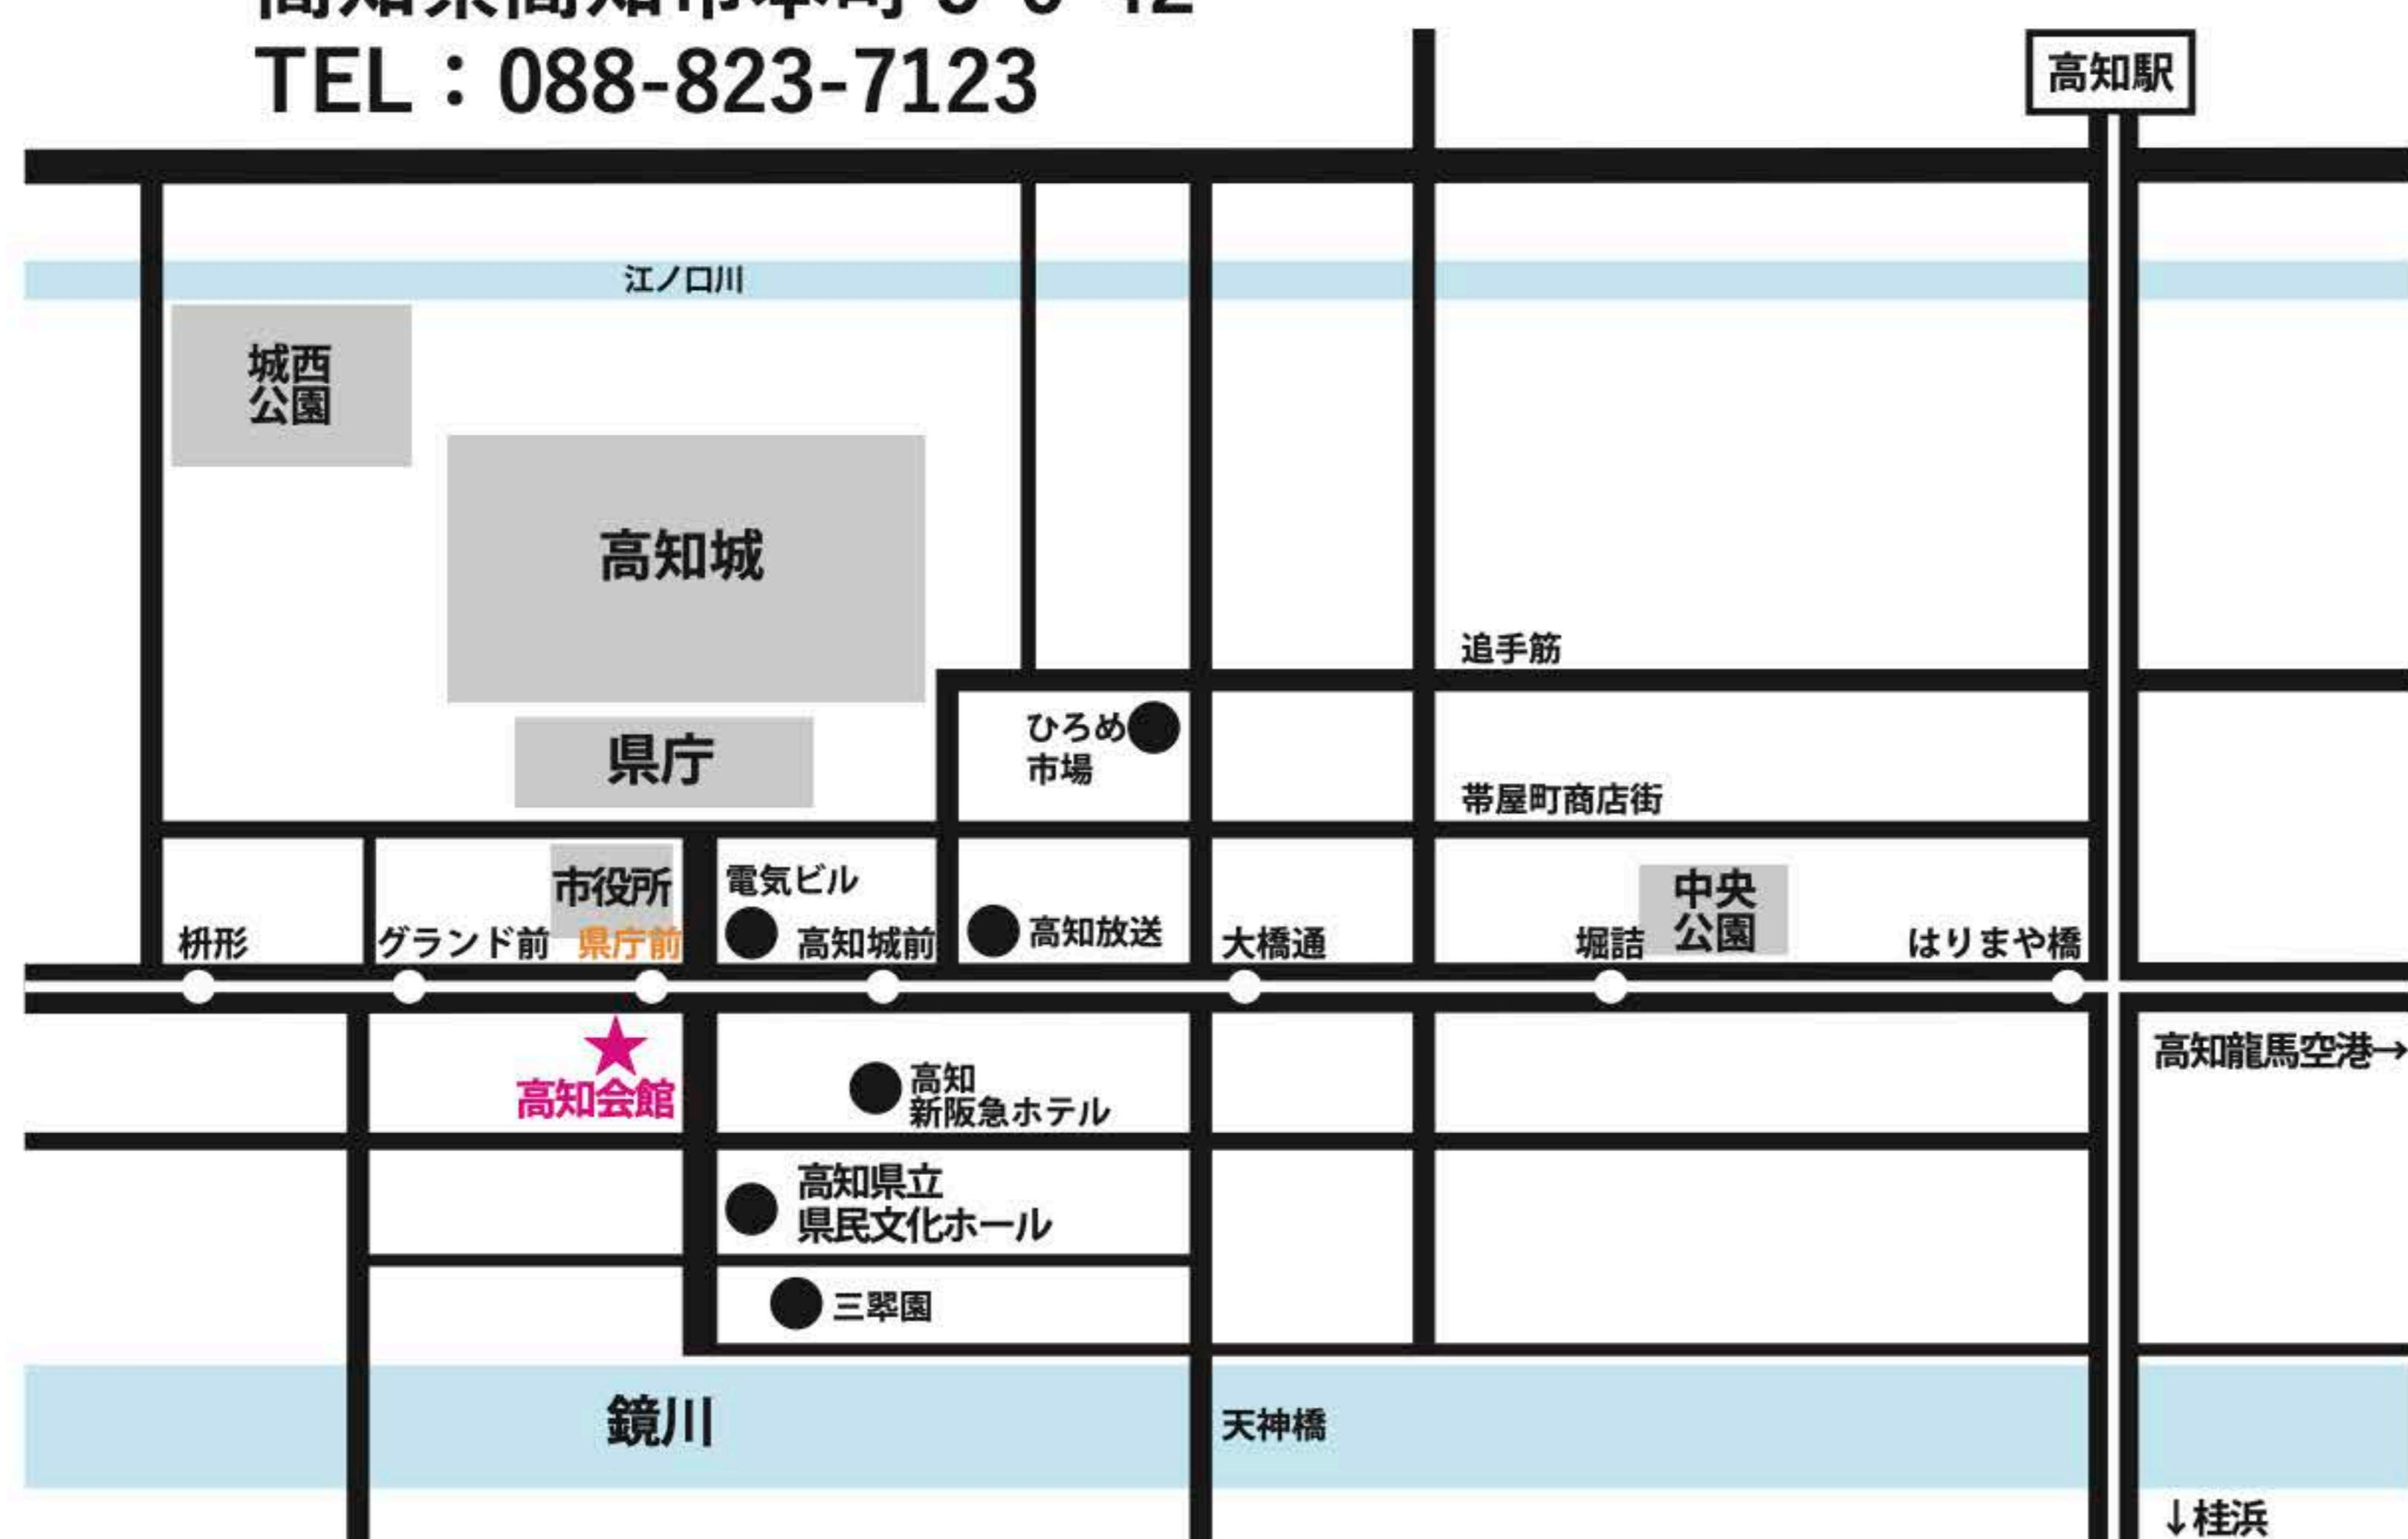 TEL：088-823-7123
高知駅
江ノ口川
城西
公園
高知城
追手筋
県庁
ひろめ
市場
帯屋町商店街
市役所
電気ビル
中央
公園
枡形
グランド前
県庁前
高知城前
高知放送
大橋通
堀詰
はりまや橋
高知会館
高知
新阪急ホテル
高知龍馬空港→
高知県立
県民文化ホール
三翠園
鏡川
天神橋
↓桂浜